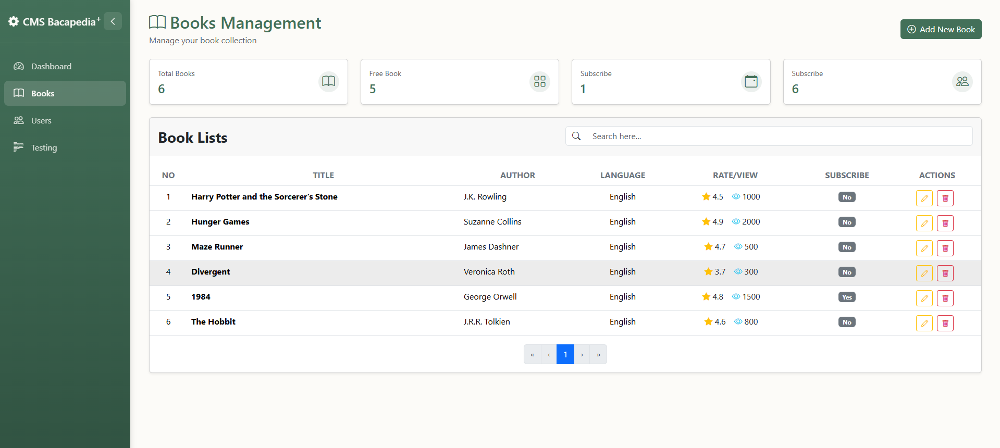 CMS Bacapedia+
Dashboard
Books
Users
Testing
Books Management
Manage your book collection
Add New Book
Total Books
6
Free Book
5
Subscribe
1
Subscribe
6
Book Lists
Search here...
NO TITLE AUTHOR LANGUAGE RATE/VIEW SUBSCRIBE ACTIONS
1 Harry Potter and the Sorcerer's Stone J.K. Rowling English 4.5 1000 No
2 Hunger Games Suzanne Collins English 4.9 2000 No
3 Maze Runner James Dashner English 4.7 500 No
4 Divergent Veronica Roth English 3.7 300 No
5 1984 George Orwell English 4.8 1500 Yes
6 The Hobbit J.R.R. Tolkien English 4.6 800 No
« ‹ 1 › »